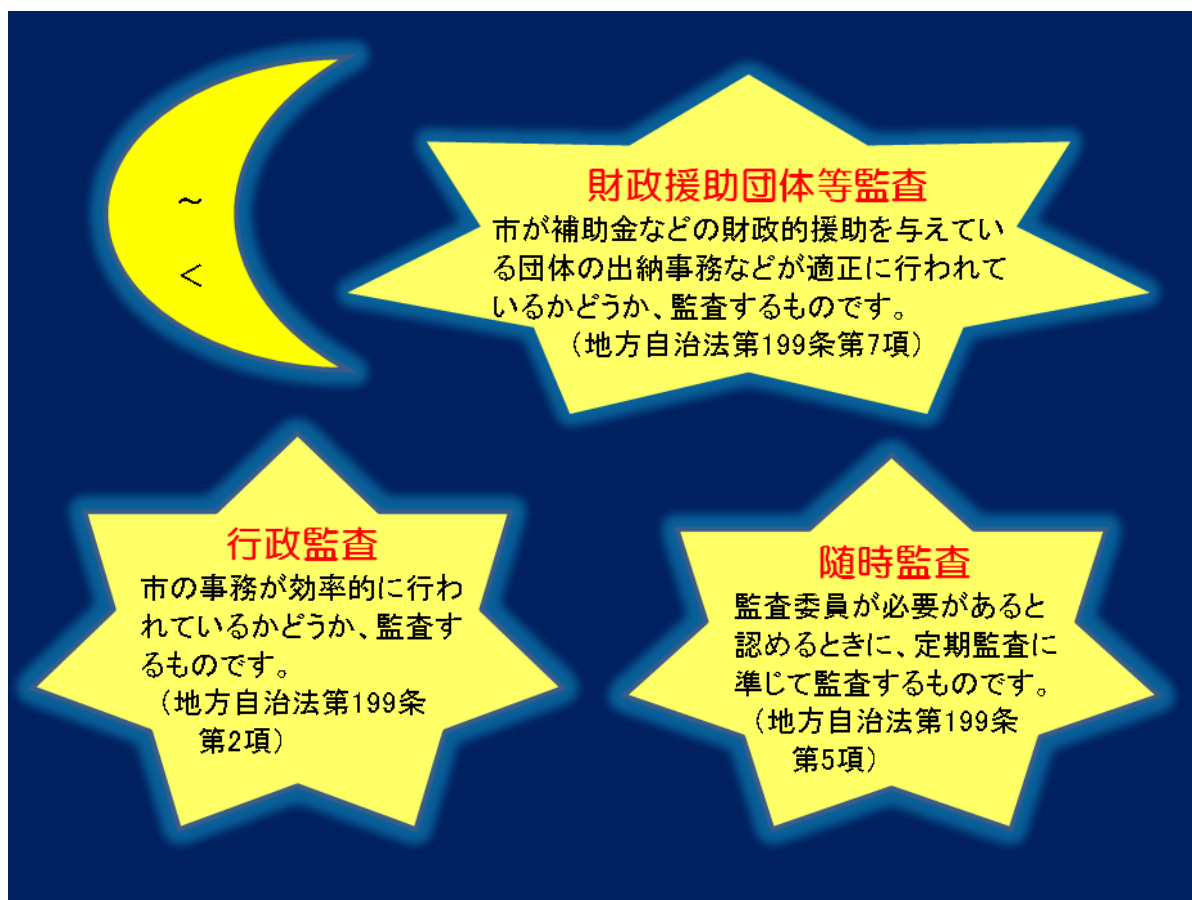 ~
<
財政援助団体等監査
市が補助金などの財政的援助を与えてい
る団体の出納事務などが適正に行われて
いるかどうか、監査するものです。
（地方自治法第199条第7項）
行政監査
市の事務が効率的に行わ
れているかどうか、監査す
るものです。
（地方自治法第199条
第2項）
随時監査
監査委員が必要があると
認めるときに、定期監査に
準じて監査するものです。
（地方自治法第199条
第5項）